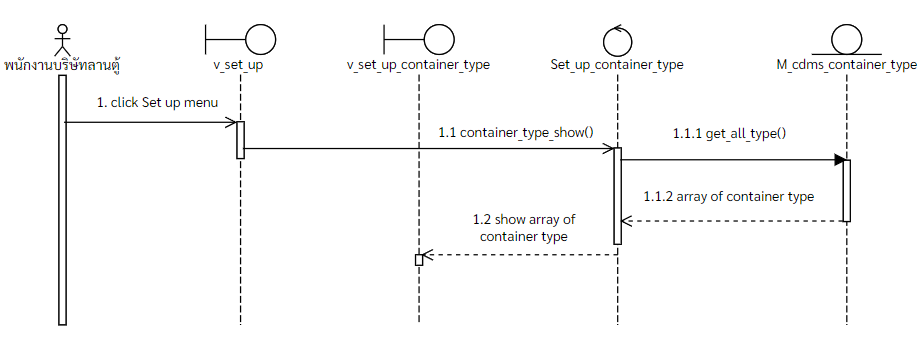 พนักงานบริษัทลานตู้
v_set_up
v_set_up_container_type
Set_up_container_type
M_cdms_container_type
1. click Set up menu
1.1 container_type_show()
1.1.1 get_all_type()
1.1.2 array of container type
1.2 show array of
container type